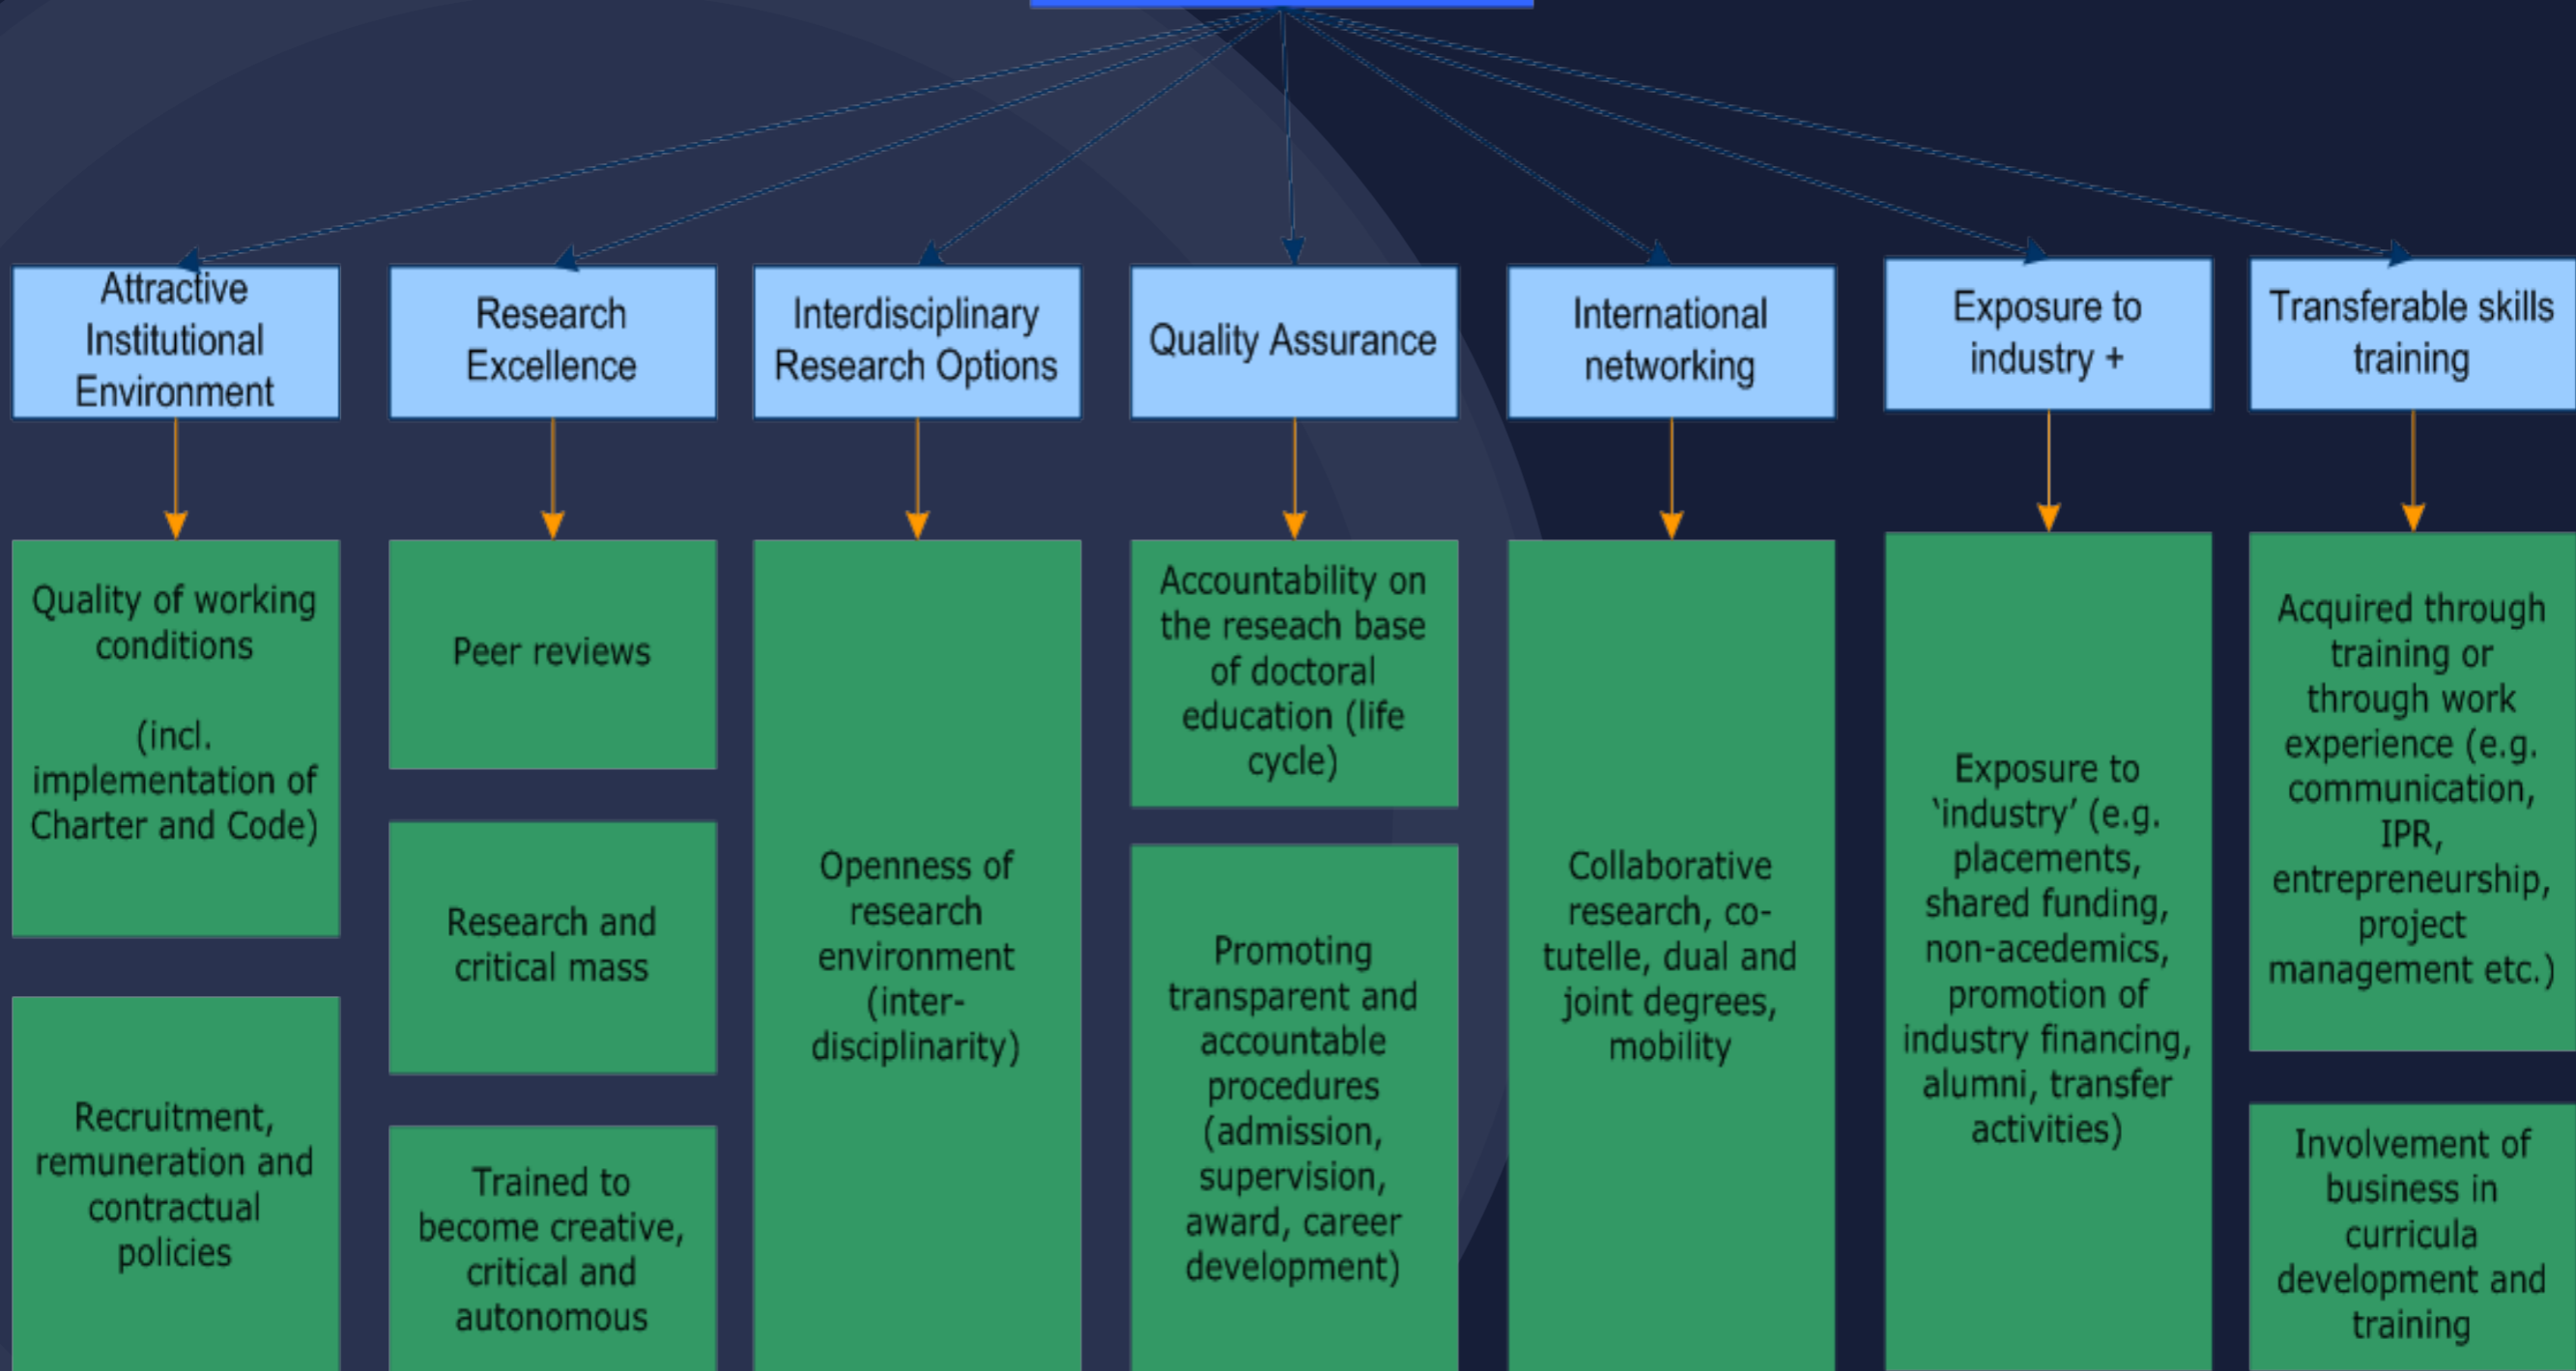 Attractive
Institutional
Environment
Research
Excellence
Interdisciplinary
Research Options
Quality Assurance
International
networking
Exposure to
industry +
Transferable skills
training
Quality of working
conditions
(incl.
implementation of
Charter and Code)
Recruitment,
remuneration and
contractual
policies
Peer reviews
Research and
critical mass
Trained to
become creative,
critical and
autonomous
Openness of
research
environment
(inter-
disciplinarity)
Accountability on
the reseach base
of doctoral
education (life
cycle)
Promoting
transparent and
accountable
procedures
(admission,
supervision,
award, career
development)
Collaborative
research, co-
tutelle, dual and
joint degrees,
mobility
Exposure to
‘industry’ (e.g.
placements,
shared funding,
non-acedemics,
promotion of
industry financing,
alumni, transfer
activities)
Acquired through
training or
through work
experience (e.g.
communication,
IPR,
entrepreneurship,
project
management etc.)
Involvement of
business in
curricula
development and
training